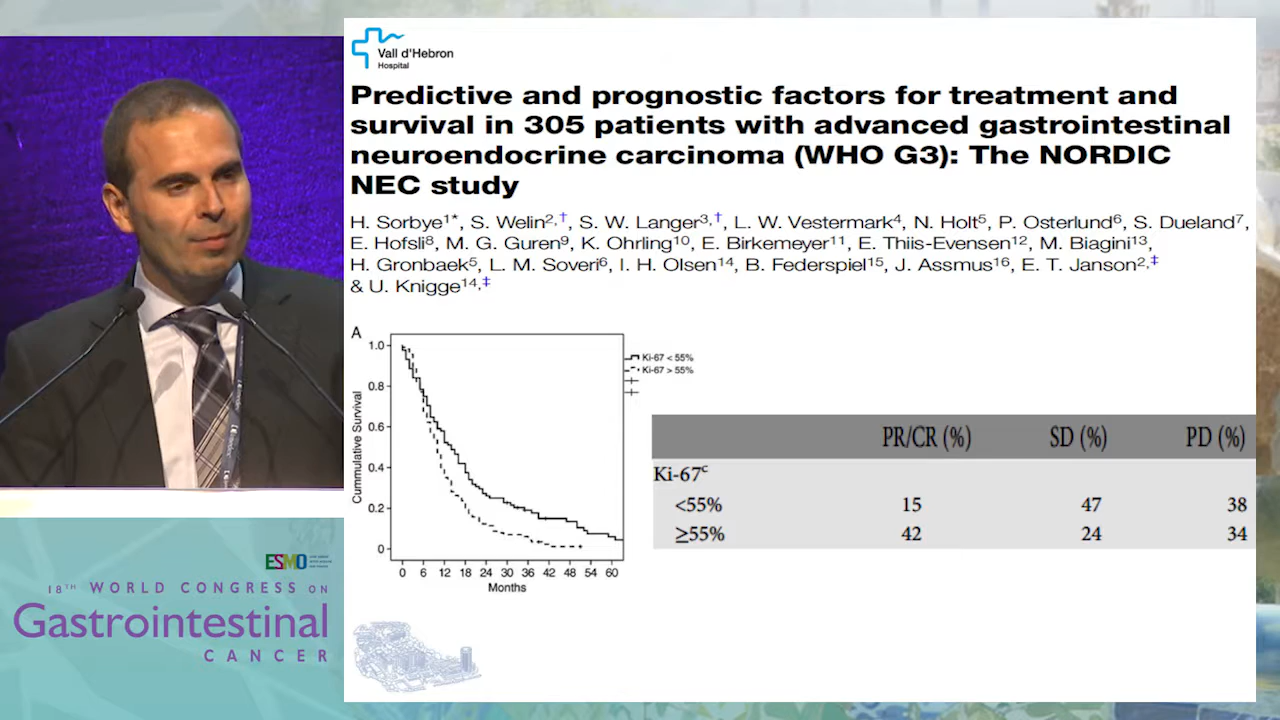 Vall d'Hebron
Hospital
Predictive and prognostic factors for treatment and
survival in 305 patients with advanced gastrointestinal
neuroendocrine carcinoma (WHO G3): The NORDIC
NEC study
H. Sorbye1*, S. Welin2,†, S. W. Langer3,†, L. W. Vestermark4, N. Holt5, P. Osterlund6, S. Dueland7,
E. Hofsli8, M. G. Guren9, K. Ohrling10, E. Birkemeyer11, E. Thiis-Evensen12, M. Biagini13,
H. Gronbaek5, L. M. Soveri6, I. H. Olsen14, B. Federspiel15, J. Assmus16, E. T. Janson2,‡
& U. Knigge14,‡
A
Cummulative Survival
1.0
0.8
0.6
0.4
0.2
0
0 6 12 18 24 30 36 42 48 54 60
Months
Ki-67 < 55%
Ki-67 > 55%
PR/CR (%) SD (%) PD (%)
Ki-67c
<55% 15 47 38
≥55% 42 24 34
ESMO
18TH WORLD CONGRESS ON
Gastrointestinal
CANCER